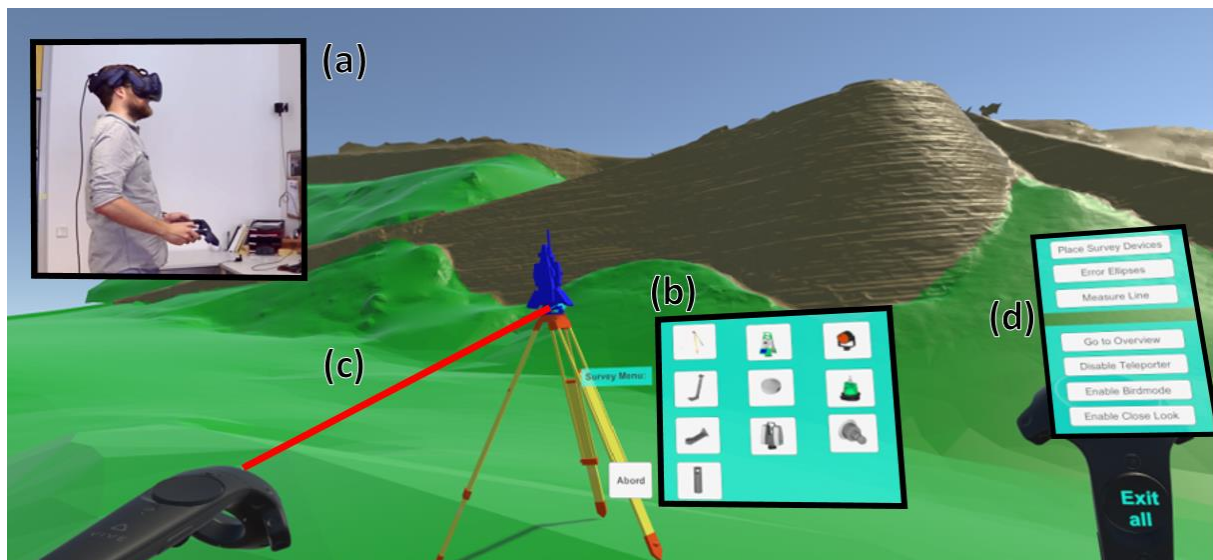 (a)
(b)
(c)
(d)
Survey Menu:
Abord
Place Survey Devices
Error Ellipses
Measure Line
Go to Overview
Disable Teleporter
Enable Birdmode
Enable Close Look
Exit
all
VIVE